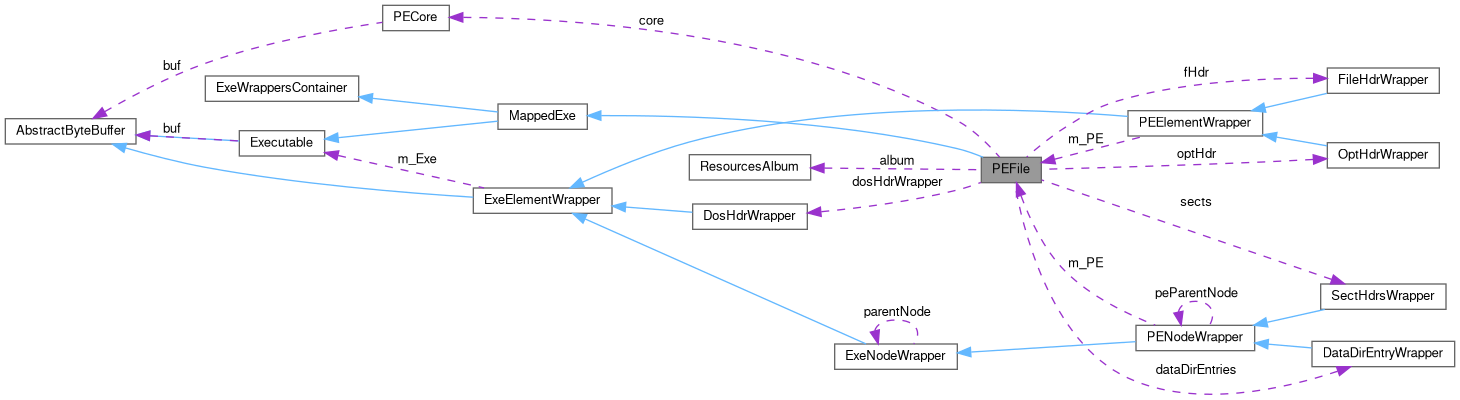 PECore
core
buf
fHdr
FileHdrWrapper
ExeWrappersContainer
MappedExe
PEElementWrapper
AbstractByteBuffer
buf
Executable
m_PE
OptHdrWrapper
m_Exe
ResourcesAlbum
album
PEFile
optHdr
dosHdrWrapper
ExeElementWrapper
DosHdrWrapper
sects
m_PE
peParentNode
SectHdrsWrapper
parentNode
PENodeWrapper
ExeNodeWrapper
DataDirEntryWrapper
dataDirEntries